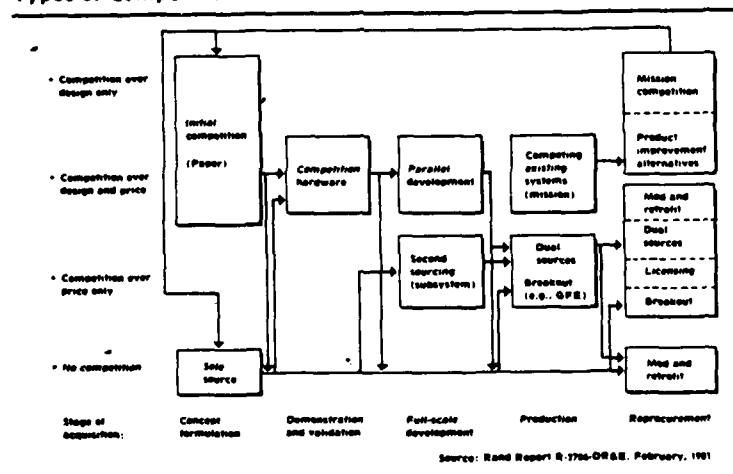 • Competition over
design only
• Competition over
design and price
• Competition over
price only
• No competition
Initial
competition
(Paper)
Competition
hardware
Parallel
development
Competing
existing
systems
(mission)
Mission
competition
Product
improvement
alternatives
Second
sourcing
(subsystem)
Dual
sources
Breakout
(e.g., GFE)
Mod and
retrofit
Dual
sources
Licensing
Breakout
Sole
source
Mod and
retrofit
Stage of
acquisition:
Concept
formulation
Demonstration
and validation
Full-scale
development
Production
Reprocurement
Source: Rand Report R-2706-DR&E, February, 1981